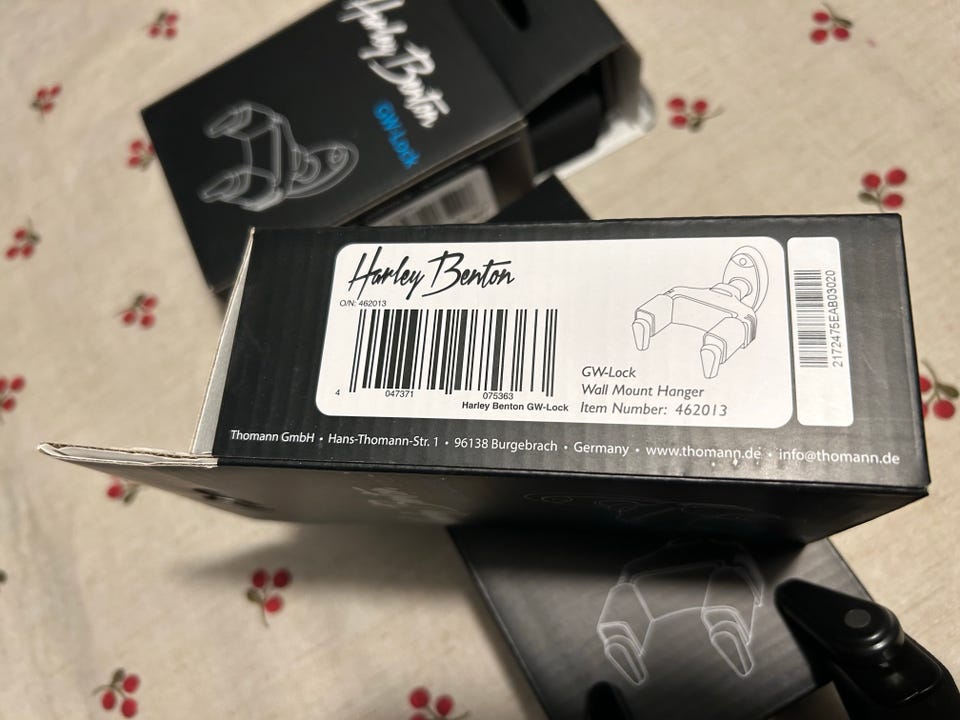 Harley Benton
GW-Lock
Harley Benton
O/N: 462013
4 047371 075363
Harley Benton GW-Lock
GW-Lock
Wall Mount Hanger
Item Number: 462013
2172475EAB03020
Thomann GmbH • Hans-Thomann-Str. 1 • 96138 Burgebrach • Germany • www.thomann.de • info@thomann.de